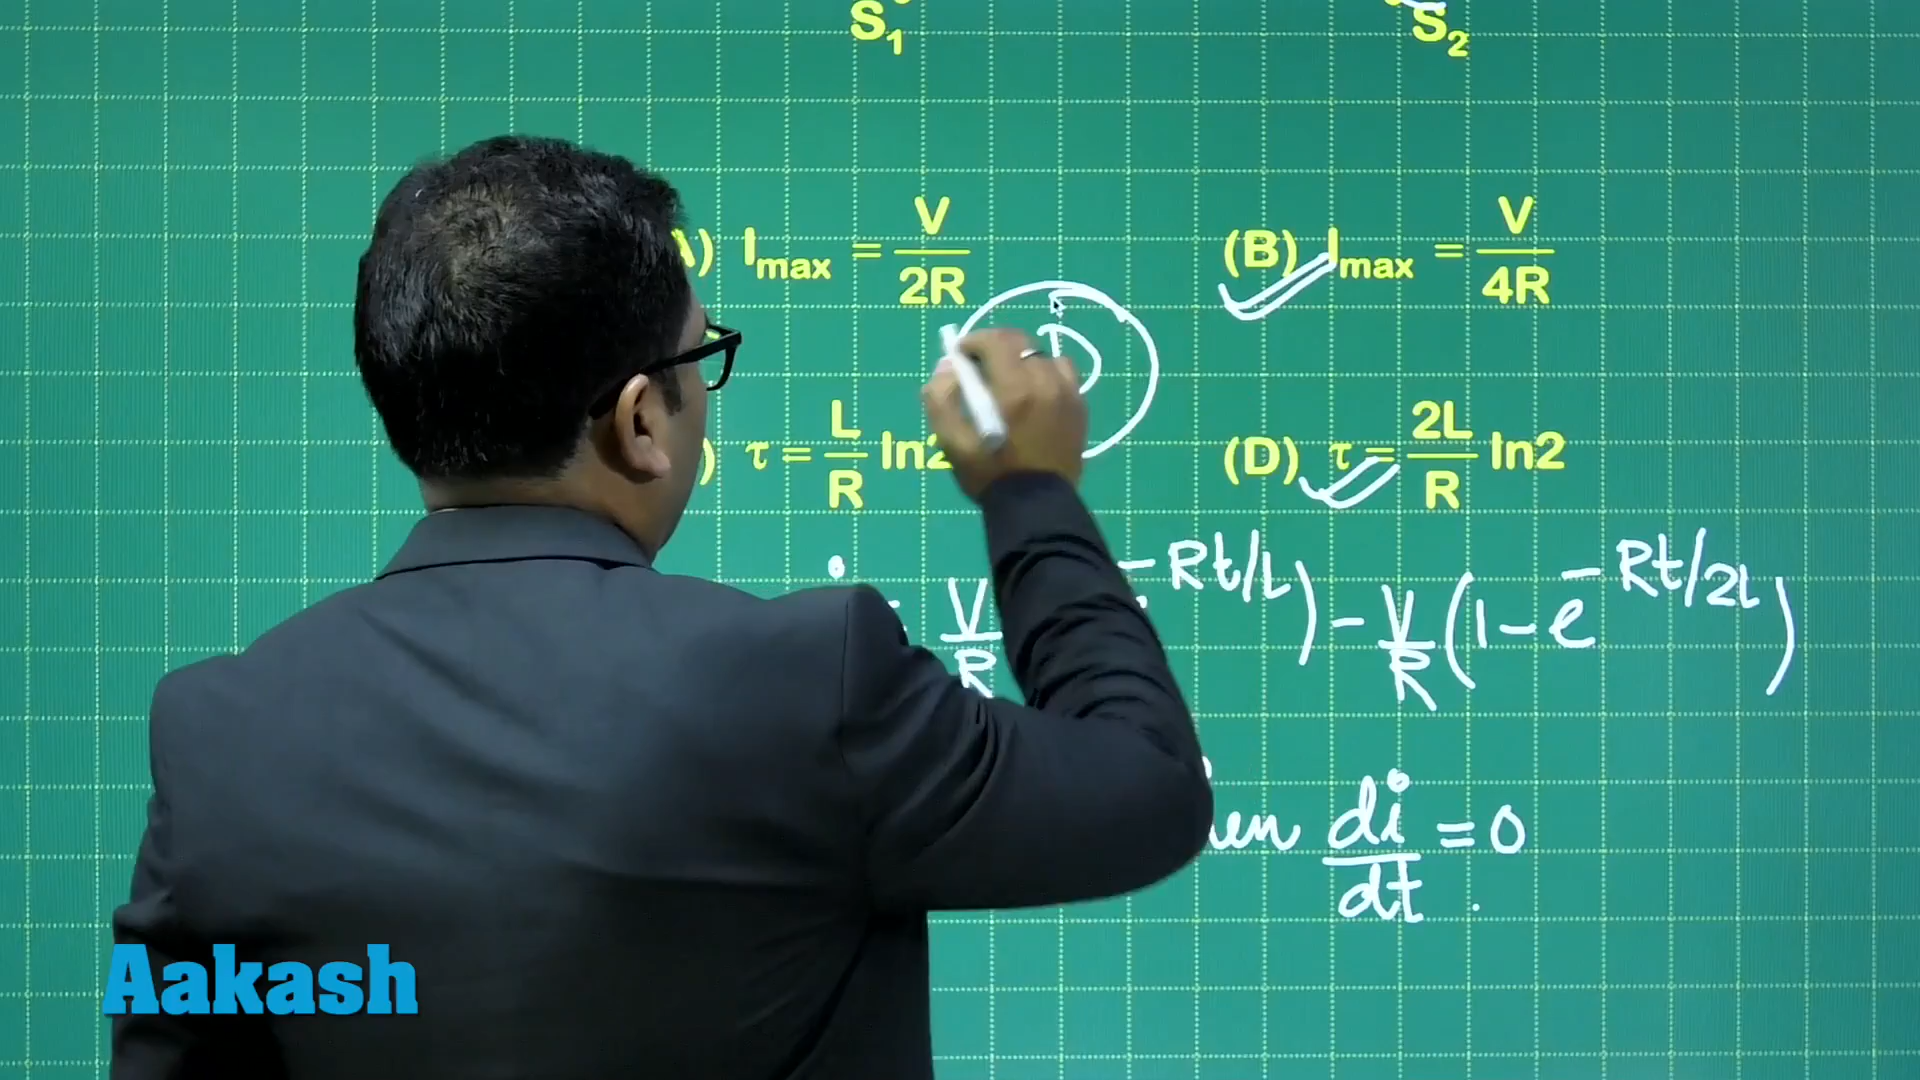 S₁ S₂
A) Imax = V/2R (B) Imax = V/4R
D
) τ = L/R ln2 (D) τ = 2L/R ln2
i = V/R e^-Rt/L) - V/R (1 - e^-Rt/2L)
di/dt = 0
Aakash